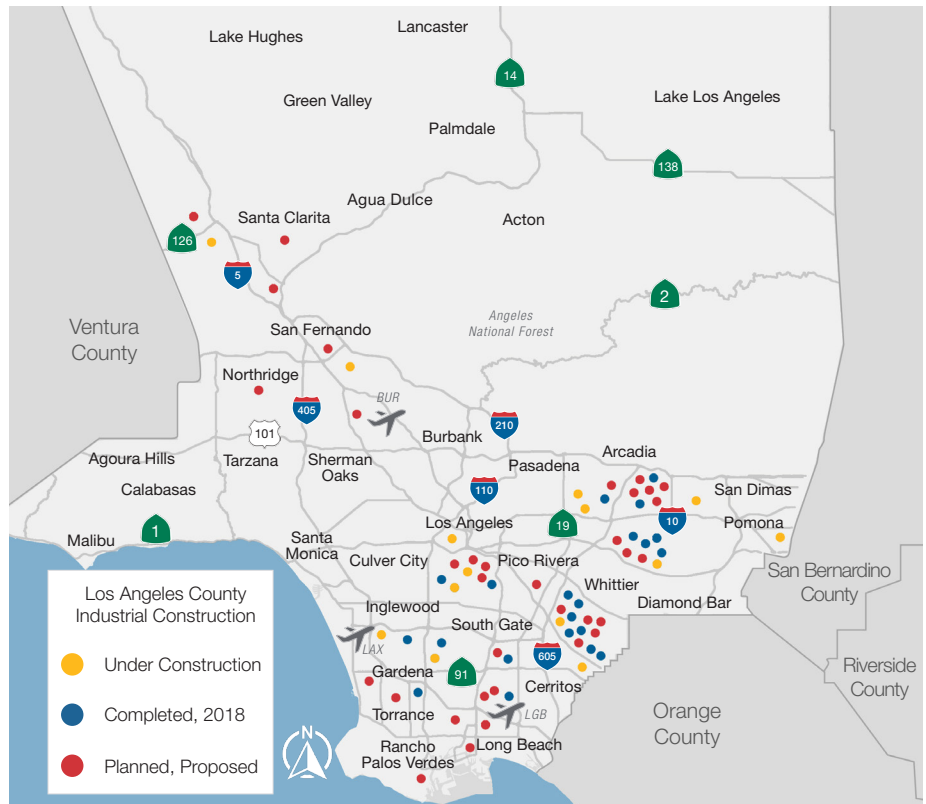 Lake Hughes
Lancaster
14
Green Valley
Lake Los Angeles
Palmdale
138
Agua Dulce
Santa Clarita
Acton
126
5
2
Angeles
National Forest
Ventura
County
San Fernando
Northridge
BUR
405
210
101
Burbank
Arcadia
Agoura Hills
Tarzana
Sherman
Oaks
Pasadena
Calabasas
110
San Dimas
10
Los Angeles
19
Pomona
1
Malibu
Santa
Monica
Culver City
Pico Rivera
San Bernardino
County
Whittier
Diamond Bar
Inglewood
South Gate
LAX
605
Gardena
91
Cerritos
Riverside
County
Torrance
LGB
Orange
County
Rancho
Palos Verdes
Long Beach
Los Angeles County
Industrial Construction
Under Construction
Completed, 2018
Planned, Proposed
N